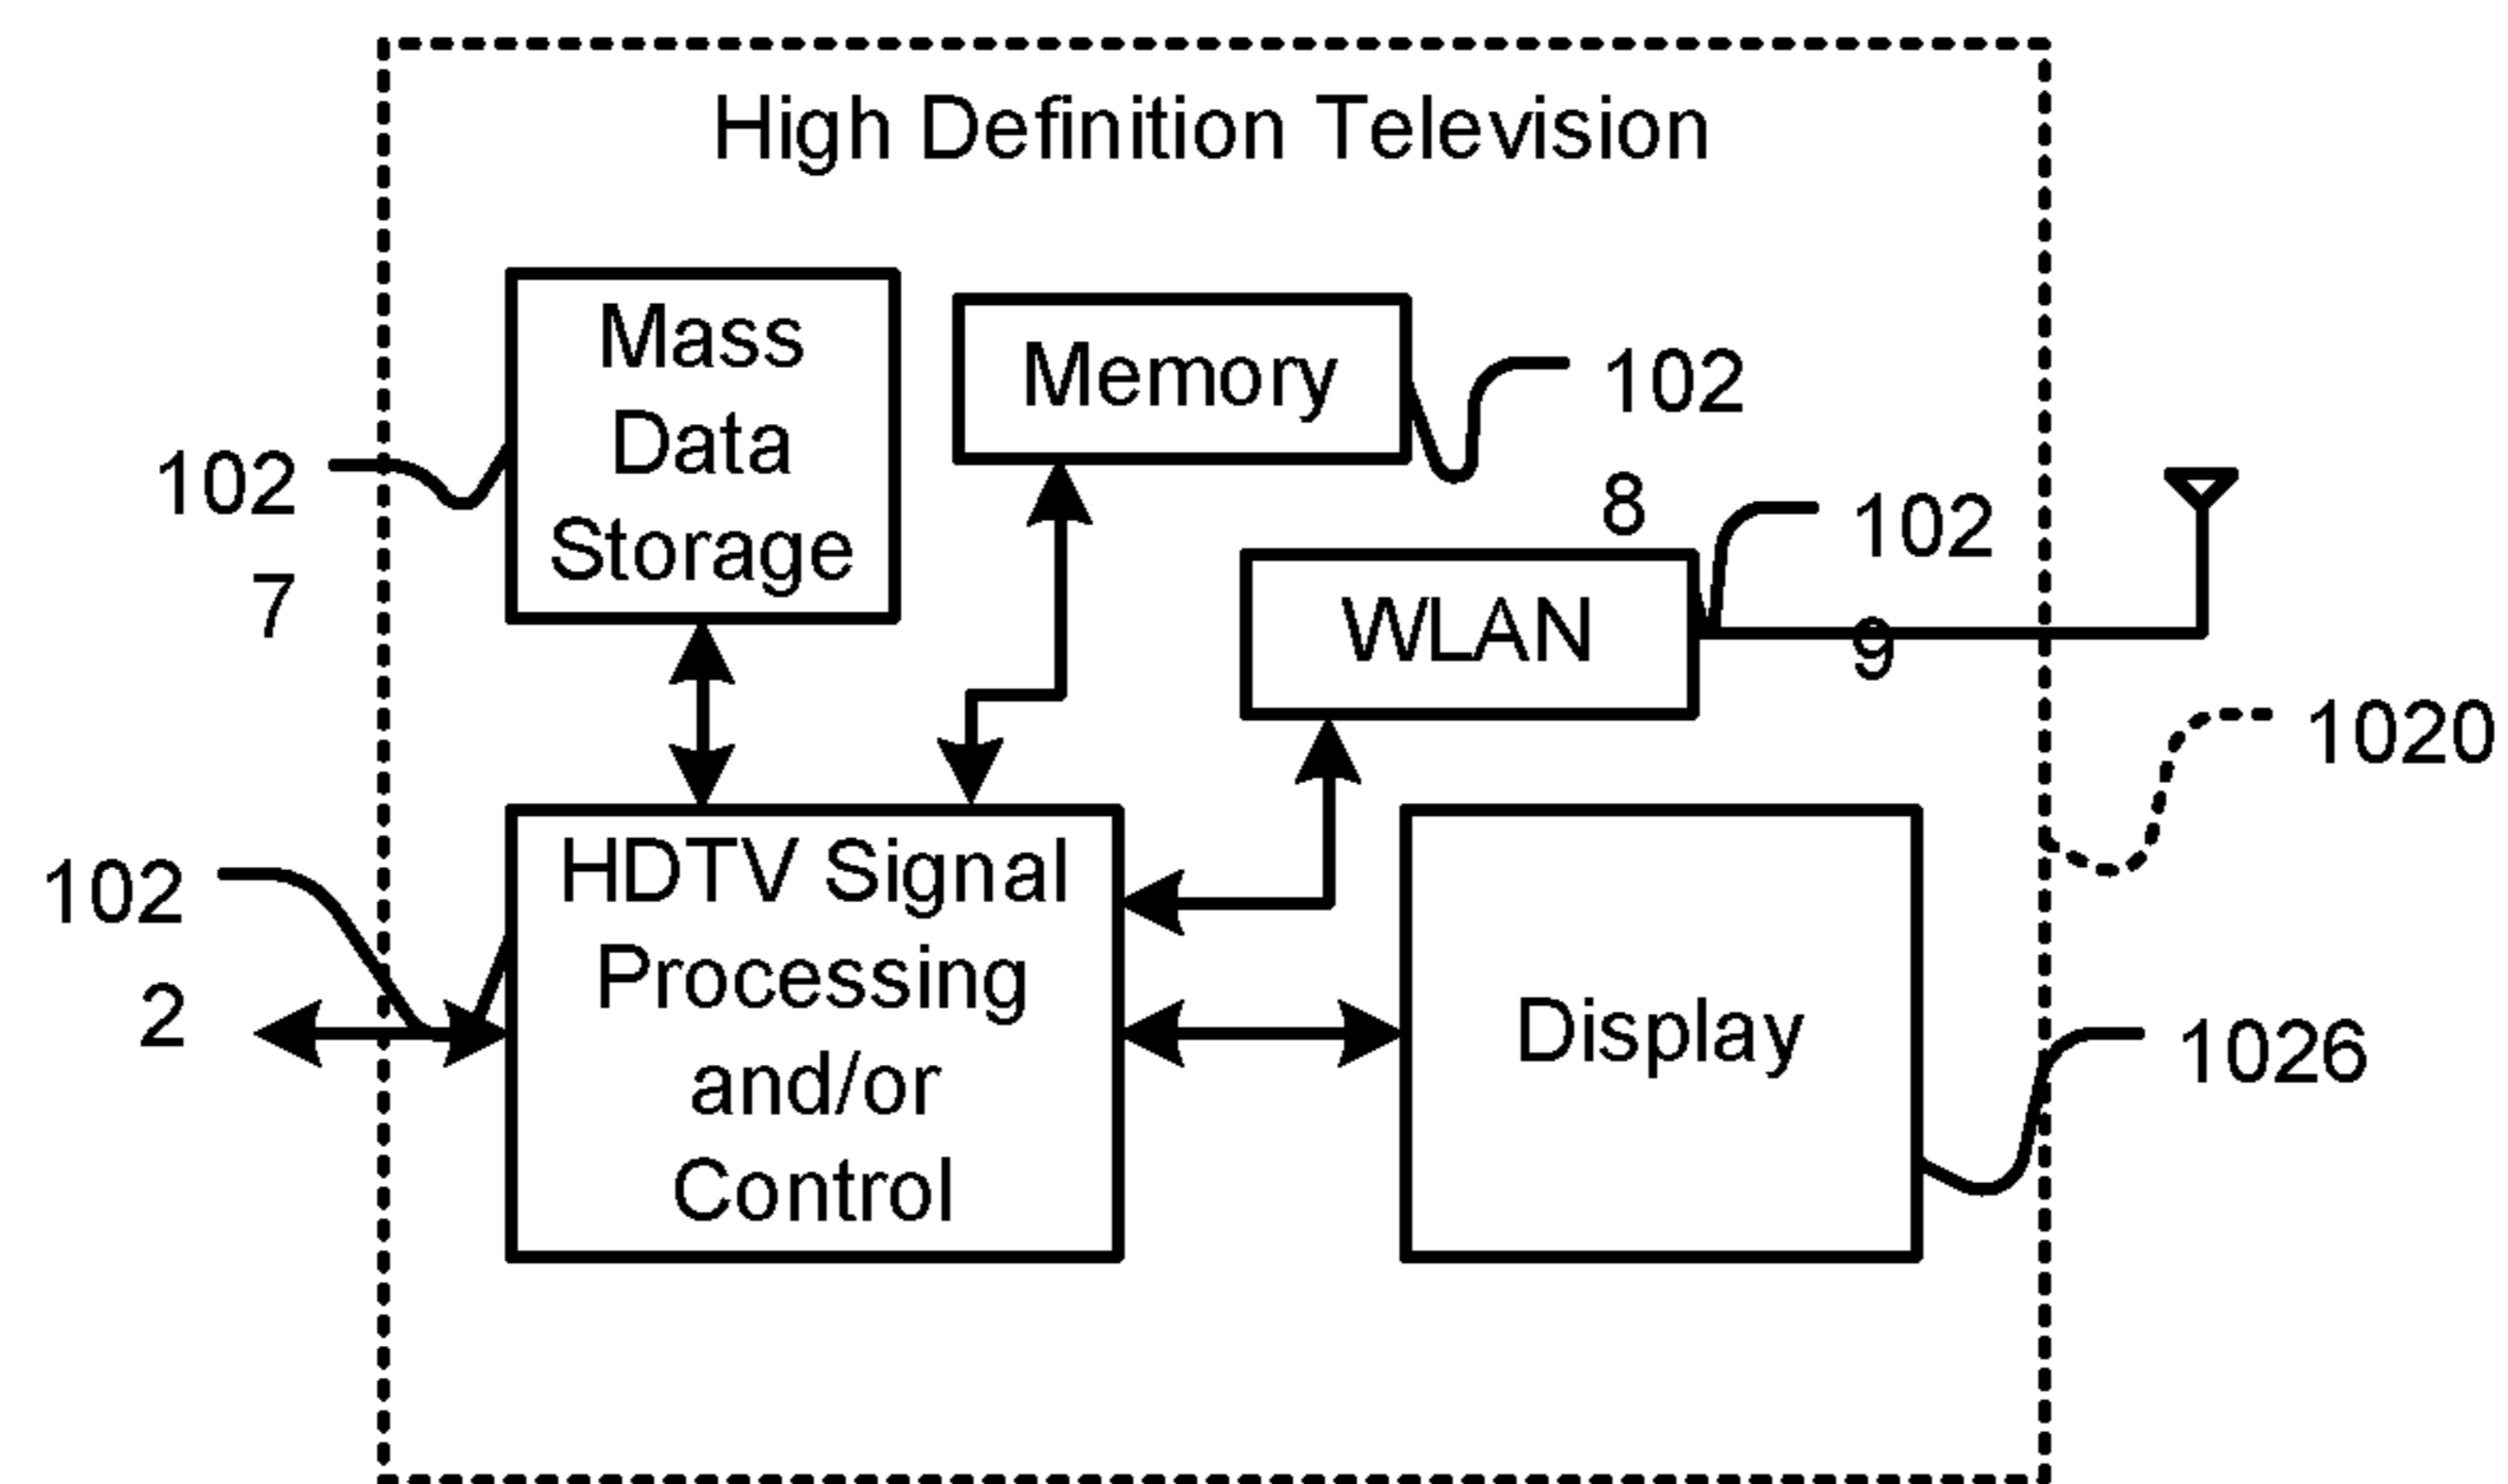 High Definition Television
Mass
Data
Storage
Memory
102
8
102
7
WLAN
102
9
1020
HDTV Signal
Processing
and/or
Control
102
2
Display
1026